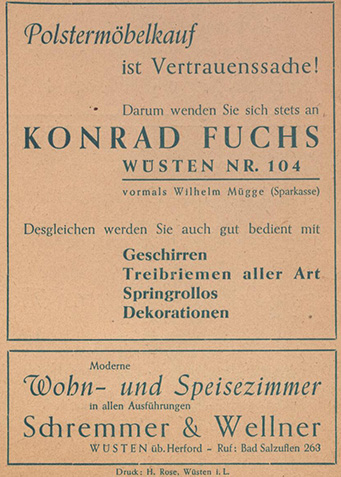 Polstermöbelkauf
ist Vertrauenssache!
Darum wenden Sie sich stets an
KONRAD FUCHS
WÜSTEN NR. 104
vormals Wilhelm Mügge (Sparkasse)
Desgleichen werden Sie auch gut bedient mit
Geschirren
Treibriemen aller Art
Springrollos
Dekorationen
Moderne
Wohn- und Speisezimmer
in allen Ausführungen
Schremmer & Wellner
WÜSTEN üb. Herford - Ruf: Bad Salzuflen 263
Druck: H. Rose, Wüsten i. L.